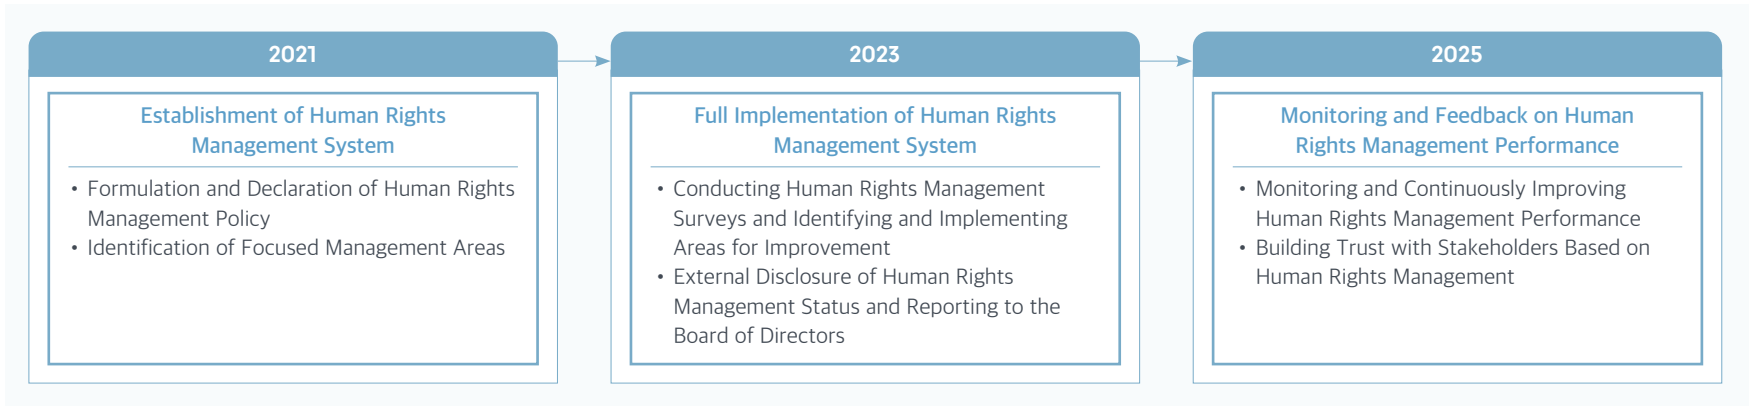 2021
Establishment of Human Rights
Management System
• Formulation and Declaration of Human Rights
Management Policy
• Identification of Focused Management Areas
2023
Full Implementation of Human Rights
Management System
• Conducting Human Rights Management
Surveys and Identifying and Implementing
Areas for Improvement
• External Disclosure of Human Rights
Management Status and Reporting to the
Board of Directors
2025
Monitoring and Feedback on Human
Rights Management Performance
• Monitoring and Continuously Improving
Human Rights Management Performance
• Building Trust with Stakeholders Based on
Human Rights Management